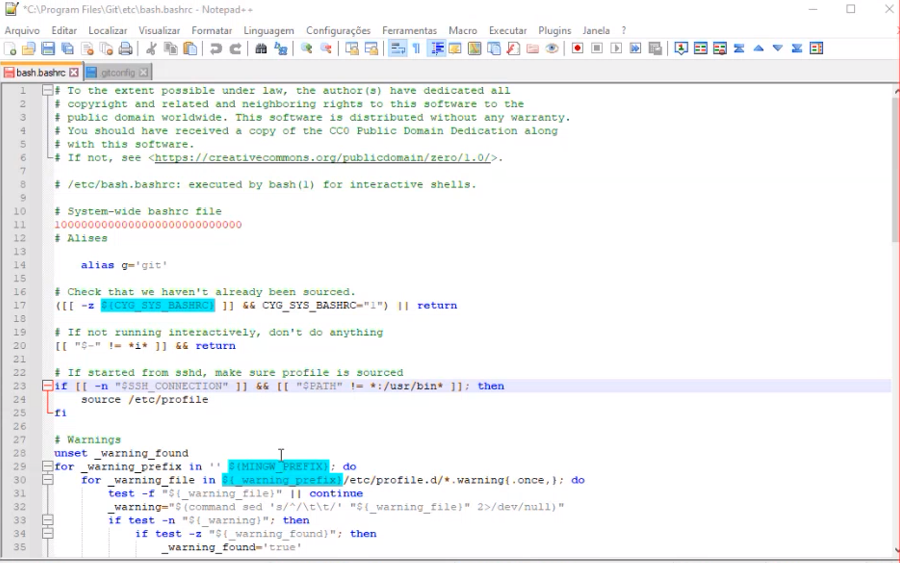 *C:\Program Files\Git\etc\bash.bashrc - Notepad++
Arquivo Editar Localizar Visualizar Formatar Linguagem Configurações Ferramentas Macro Executar Plugins Janela ?
bash.bashrc gitconfig
1 # To the extent possible under law, the author(s) have dedicated all
2 # copyright and related and neighboring rights to this software to the
3 # public domain worldwide. This software is distributed without any warranty.
4 # You should have received a copy of the CC0 Public Domain Dedication along
5 # with this software.
6 # If not, see <https://creativecommons.org/publicdomain/zero/1.0/>.
7
8 # /etc/bash.bashrc: executed by bash(1) for interactive shells.
9
10 # System-wide bashrc file
11 l000000000000000000000000000
12 # Alises
13
14 alias g='git'
15
16 # Check that we haven't already been sourced.
17 ([[ -z ${CYG_SYS_BASHRC} ]] && CYG_SYS_BASHRC="1") || return
18
19 # If not running interactively, don't do anything
20 [[ "$-" != *i* ]] && return
21
22 # If started from sshd, make sure profile is sourced
23 if [[ -n "$SSH_CONNECTION" ]] && [[ "$PATH" != *:/usr/bin* ]]; then
24 source /etc/profile
25 fi
26
27 # Warnings
28 unset _warning_found
29 for _warning_prefix in '' ${MINGW_PREFIX}; do
30 for _warning_file in ${_warning_prefix}/etc/profile.d/*.warning{.once,}; do
31 test -f "${_warning_file}" || continue
32 _warning="$(command sed 's/^/\t\t/' "${_warning_file}" 2>/dev/null)"
33 if test -n "${_warning}"; then
34 if test -z "${_warning_found}"; then
35 _warning_found='true'